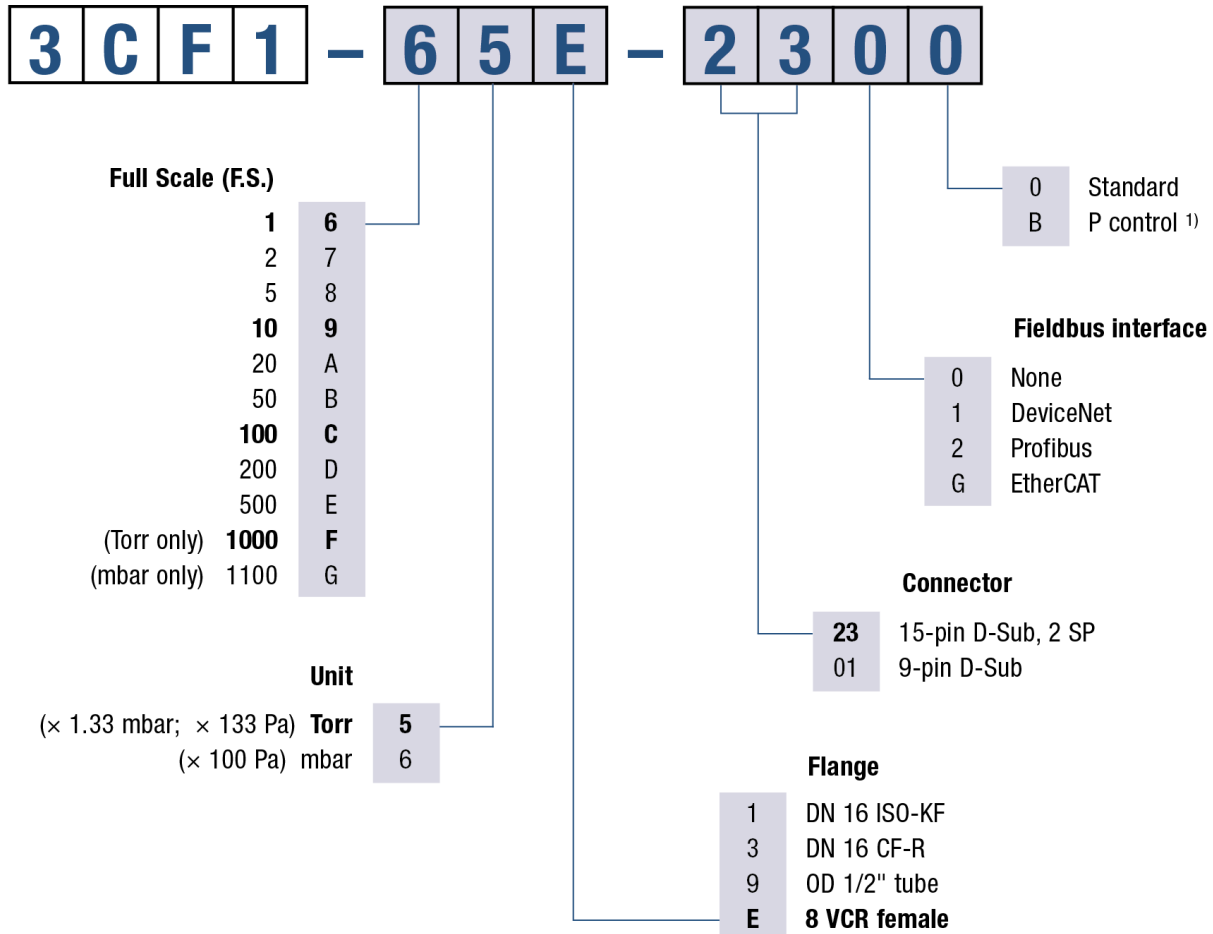 3CF1 – 65E – 2300
Full Scale (F.S.)
1 6
2 7
5 8
10 9
20 A
50 B
100 C
200 D
500 E
(Torr only) 1000 F
(mbar only) 1100 G
Unit
(× 1.33 mbar; × 133 Pa) Torr 5
(× 100 Pa) mbar 6
0 Standard
B P control 1)
Fieldbus interface
0 None
1 DeviceNet
2 Profibus
G EtherCAT
Connector
23 15-pin D-Sub, 2 SP
01 9-pin D-Sub
Flange
1 DN 16 ISO-KF
3 DN 16 CF-R
9 OD 1/2" tube
E 8 VCR female